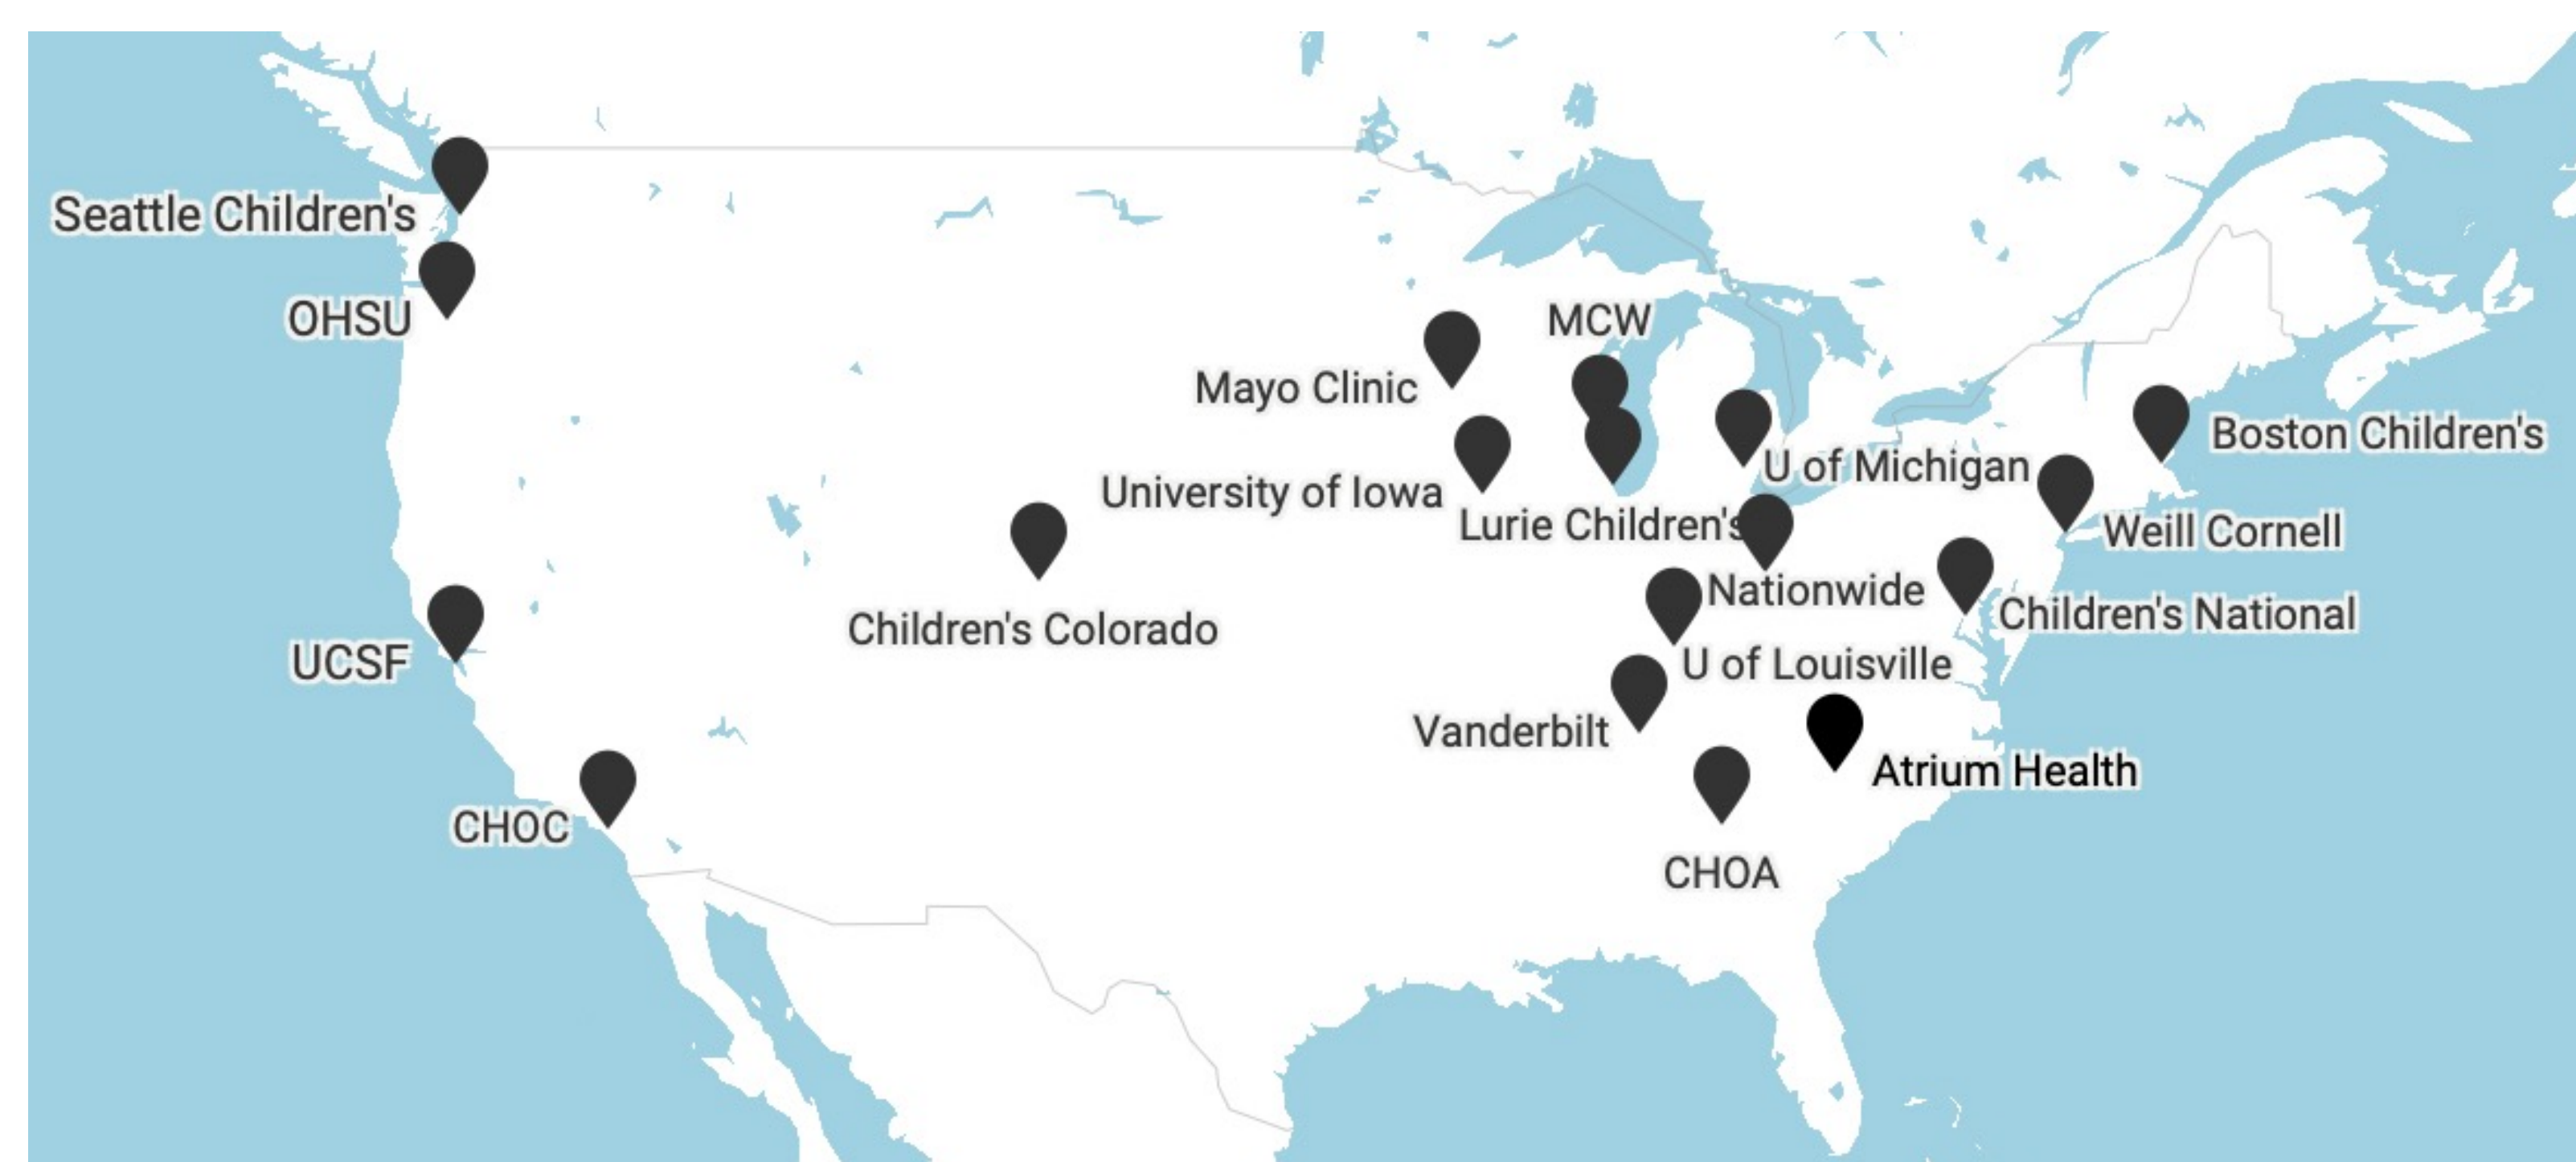 Seattle Children's
OHSU
MCW
Mayo Clinic
Boston Children's
U of Michigan
University of Iowa
Lurie Children's
Weill Cornell
Nationwide
Children's National
Children's Colorado
UCSF
U of Louisville
Vanderbilt
Atrium Health
CHOC
CHOA